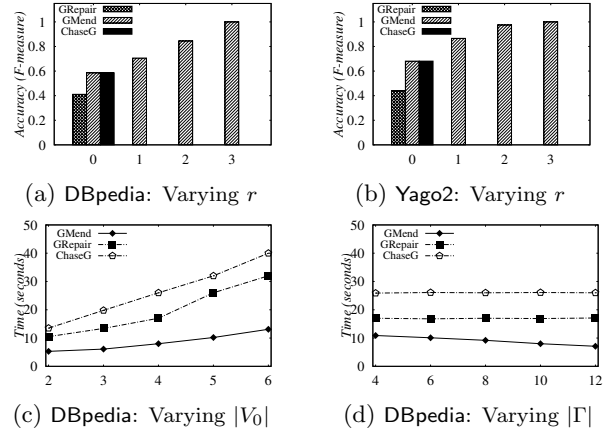 GRepair
GMend
ChaseG
Accuracy (F-measure)
1
0.8
0.6
0.4
0.2
0
0 1 2 3
(a) DBpedia: Varying r
GRepair
GMend
ChaseG
Accuracy (F-measure)
1
0.8
0.6
0.4
0.2
0
0 1 2 3
(b) Yago2: Varying r
GMend
GRepair
ChaseG
Time (seconds)
50
40
30
20
10
0
2 3 4 5 6
(c) DBpedia: Varying |V₀|
GMend
GRepair
ChaseG
Time (seconds)
50
40
30
20
10
0
4 6 8 10 12
(d) DBpedia: Varying |Γ|